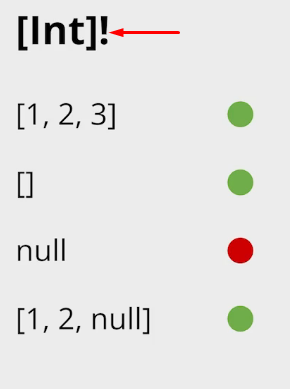 [Int]!
[1, 2, 3]
[]
null
[1, 2, null]